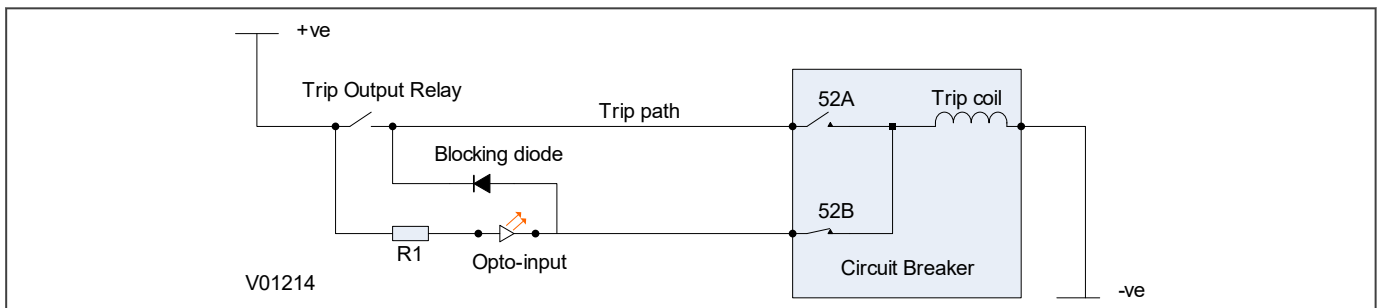 +ve
Trip Output Relay
Trip path
52A
Trip coil
Blocking diode
52B
R1
Opto-input
Circuit Breaker
V01214
-ve